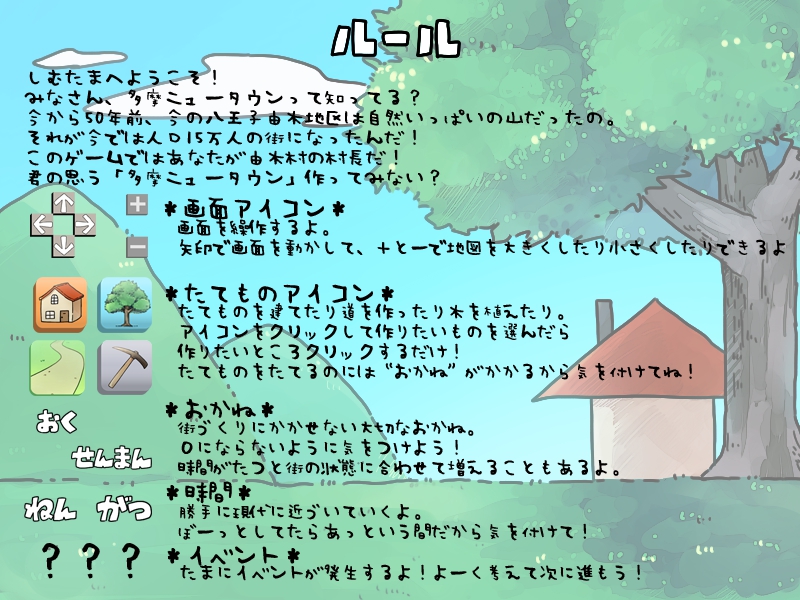 ルール
しむたまへようこそ！
みなさん、多摩ニュータウンって知ってる？
今から50年前、今の八王子由木地区は自然いっぱいの山だったの。
それが今では人口15万人の街になったんだ！
このゲームではあなたが由木村の村長だ！
君の思う「多摩ニュータウン」作ってみない？
＊画面アイコン＊
画面を操作するよ。
矢印で画面を動かして、＋とーで地図を大きくしたり小さくしたりできるよ
＊たてものアイコン＊
たてものを建てたり道を作ったり木を植えたり。
アイコンをクリックして作りたいものを選んだら
作りたいところクリックするだけ！
たてものをたてるのには“おかね”がかかるから気を付けてね！
おく
せんまん
＊おかね＊
街づくりにかかせない大切なおかね。
0にならないように気をつけよう！
時間がたつと街の状態に合わせて増えることもあるよ。
ねん がつ
＊時間＊
勝手に現代に近づいていくよ。
ぼーっとしてたらあっという間だから気を付けて！
？？？
＊イベント＊
たまにイベントが発生するよ！よーく考えて次に進もう！